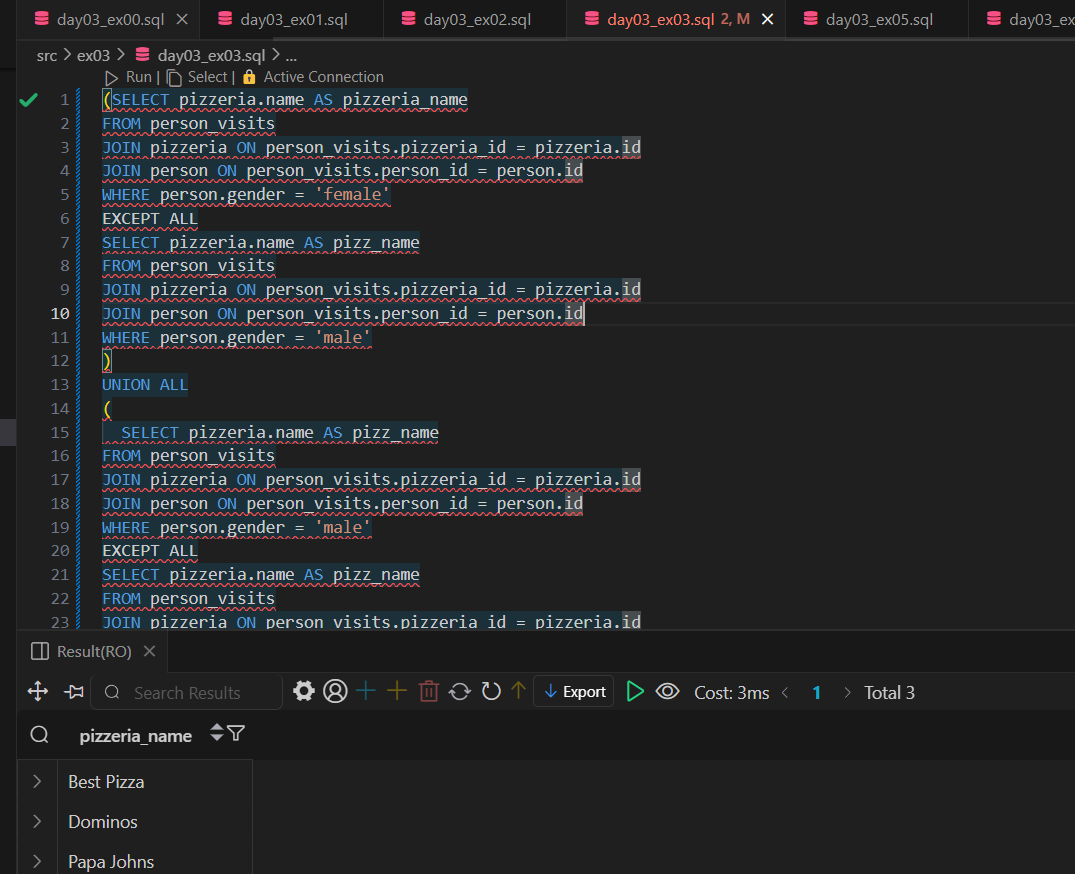 day03_ex00.sql day03_ex01.sql day03_ex02.sql day03_ex03.sql 2, M day03_ex05.sql day03_ex
src > ex03 > day03_ex03.sql > ...
Run | Select | Active Connection
1 (SELECT pizzeria.name AS pizzeria_name
2 FROM person_visits
3 JOIN pizzeria ON person_visits.pizzeria_id = pizzeria.id
4 JOIN person ON person_visits.person_id = person.id
5 WHERE person.gender = 'female'
6 EXCEPT ALL
7 SELECT pizzeria.name AS pizz_name
8 FROM person_visits
9 JOIN pizzeria ON person_visits.pizzeria_id = pizzeria.id
10 JOIN person ON person_visits.person_id = person.id
11 WHERE person.gender = 'male'
12 )
13 UNION ALL
14 (
15 SELECT pizzeria.name AS pizz_name
16 FROM person_visits
17 JOIN pizzeria ON person_visits.pizzeria_id = pizzeria.id
18 JOIN person ON person_visits.person_id = person.id
19 WHERE person.gender = 'male'
20 EXCEPT ALL
21 SELECT pizzeria.name AS pizz_name
22 FROM person_visits
23 JOIN pizzeria ON person_visits.pizzeria_id = pizzeria.id
Result(RO)
Search Results Export Cost: 3ms < 1 > Total 3
pizzeria_name
Best Pizza
Dominos
Papa Johns